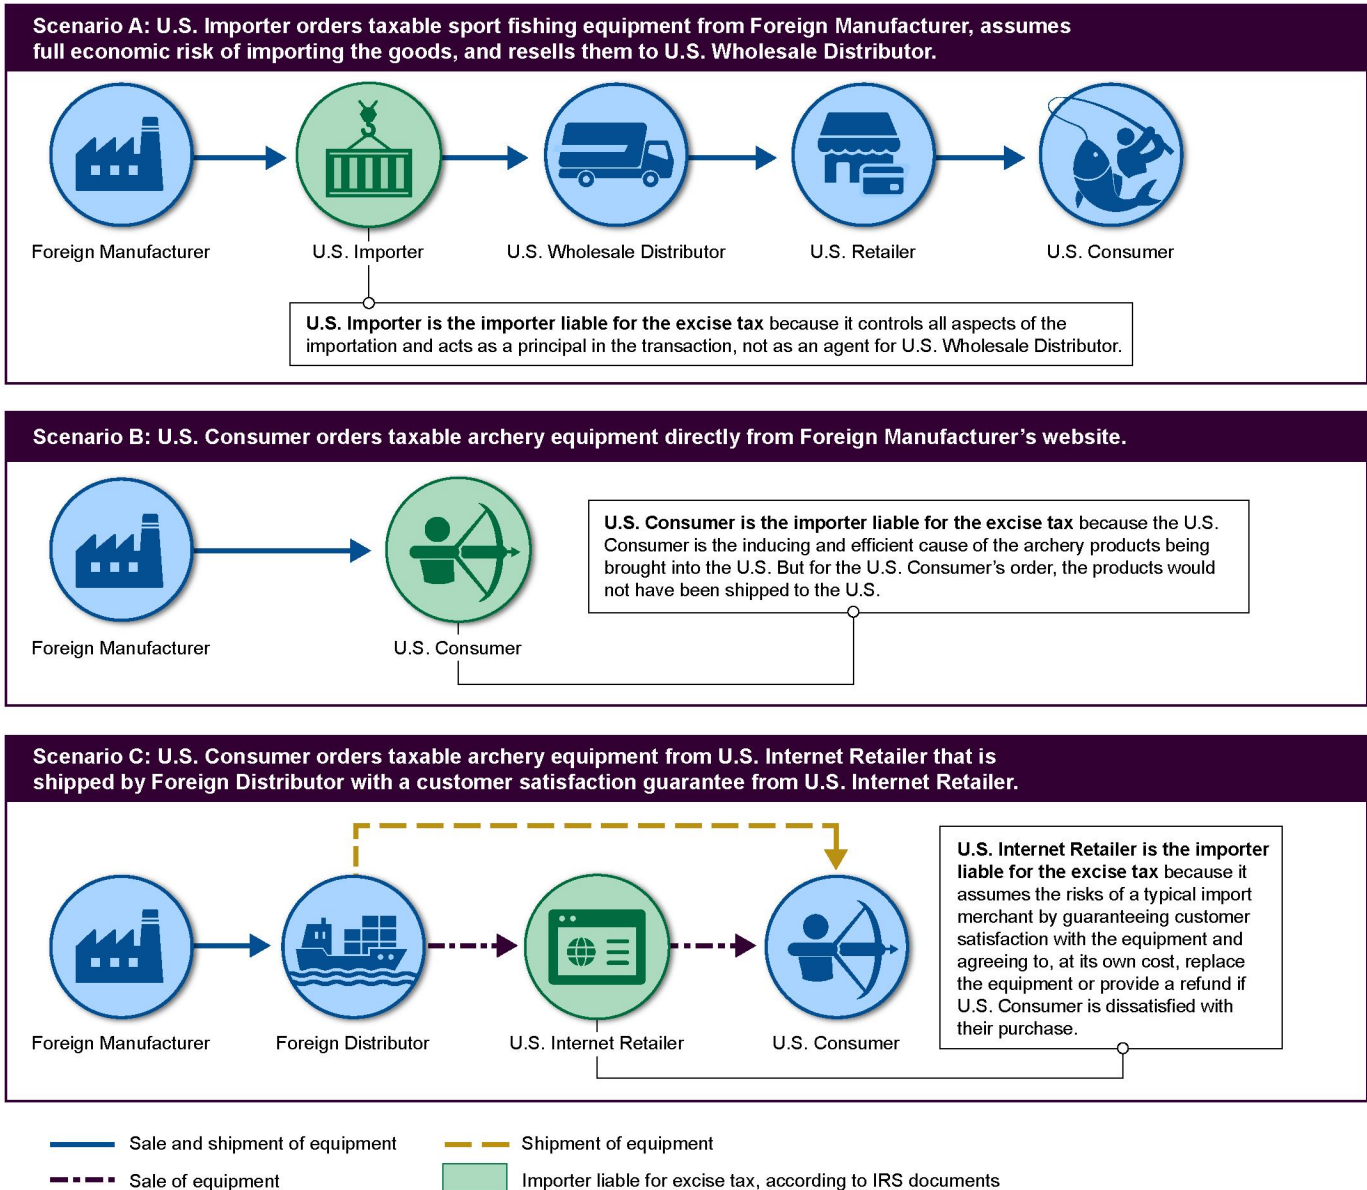 Scenario A: U.S. Importer orders taxable sport fishing equipment from Foreign Manufacturer, assumes
full economic risk of importing the goods, and resells them to U.S. Wholesale Distributor.
Foreign Manufacturer
U.S. Importer
U.S. Wholesale Distributor
U.S. Retailer
U.S. Consumer
U.S. Importer is the importer liable for the excise tax because it controls all aspects of the
importation and acts as a principal in the transaction, not as an agent for U.S. Wholesale Distributor.
Scenario B: U.S. Consumer orders taxable archery equipment directly from Foreign Manufacturer’s website.
Foreign Manufacturer
U.S. Consumer
U.S. Consumer is the importer liable for the excise tax because the U.S.
Consumer is the inducing and efficient cause of the archery products being
brought into the U.S. But for the U.S. Consumer’s order, the products would
not have been shipped to the U.S.
Scenario C: U.S. Consumer orders taxable archery equipment from U.S. Internet Retailer that is
shipped by Foreign Distributor with a customer satisfaction guarantee from U.S. Internet Retailer.
Foreign Manufacturer
Foreign Distributor
U.S. Internet Retailer
U.S. Consumer
U.S. Internet Retailer is the importer
liable for the excise tax because it
assumes the risks of a typical import
merchant by guaranteeing customer
satisfaction with the equipment and
agreeing to, at its own cost, replace
the equipment or provide a refund if
U.S. Consumer is dissatisfied with
their purchase.
Sale and shipment of equipment
Shipment of equipment
Sale of equipment
Importer liable for excise tax, according to IRS documents